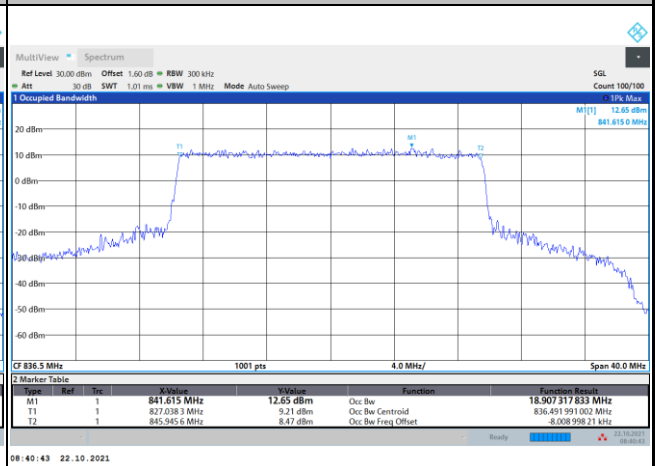 MultiView Spectrum
Ref Level 30.00 dBm Offset 1.60 dB RBW 300 kHz SGL
Att 30 dB SWT 1.01 ms VBW 1 MHz Mode Auto Sweep Count 100/100
1 Occupied Bandwidth 1Pk Max
M1[1] 12.65 dBm
841.615 0 MHz
20 dBm
M1
T1
T2
10 dBm
0 dBm
-10 dBm
-20 dBm
-30 dBm
-40 dBm
-50 dBm
-60 dBm
CF 836.5 MHz 1001 pts 4.0 MHz/ Span 40.0 MHz
2 Marker Table
Type Ref Trc X-Value Y-Value Function Function Result
M1 1 841.615 MHz 12.65 dBm Occ Bw 18.907 317 833 MHz
T1 1 827.038 3 MHz 9.21 dBm Occ Bw Centroid 836.491 991 002 MHz
T2 1 845.945 6 MHz 8.47 dBm Occ Bw Freq Offset -8.008 998 21 kHz
Ready 22.10.2021
08:40:43
08:40:43 22.10.2021